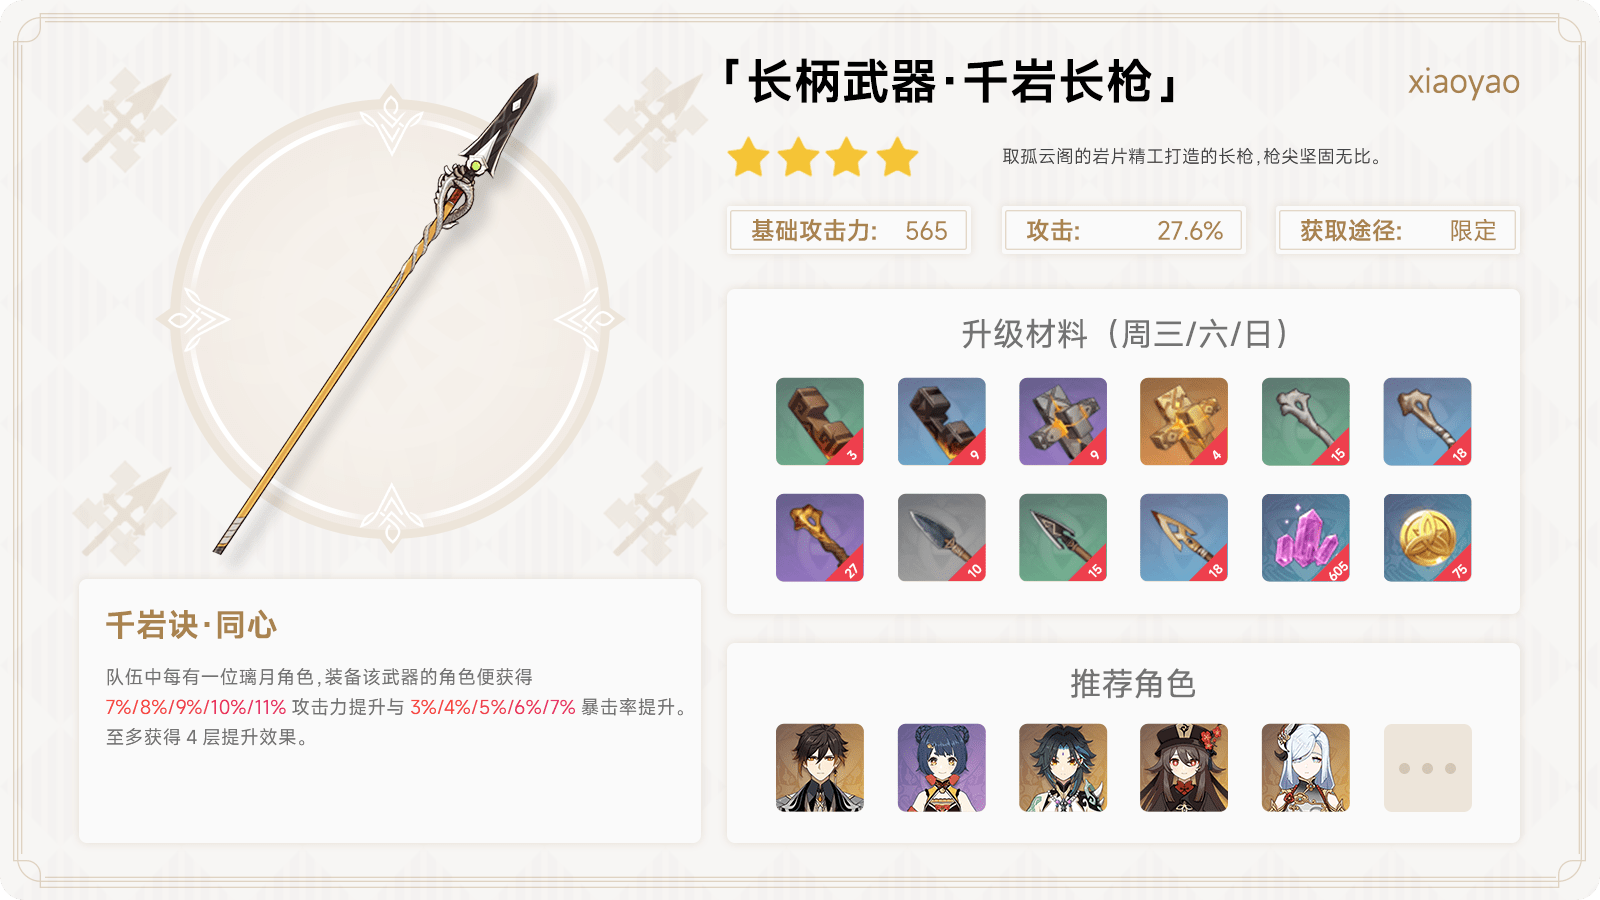 「长柄武器·千岩长枪」
xiaoyao
取孤云阁的岩片精工打造的长枪,枪尖坚固无比。
基础攻击力: 565
攻击: 27.6%
获取途径: 限定
升级材料（周三/六/日）
3 9 9 4 15 18
27 10 15 18 605 75
千岩诀·同心
队伍中每有一位璃月角色,装备该武器的角色便获得
7%/8%/9%/10%/11% 攻击力提升与 3%/4%/5%/6%/7% 暴击率提升。
至多获得 4 层提升效果。
推荐角色